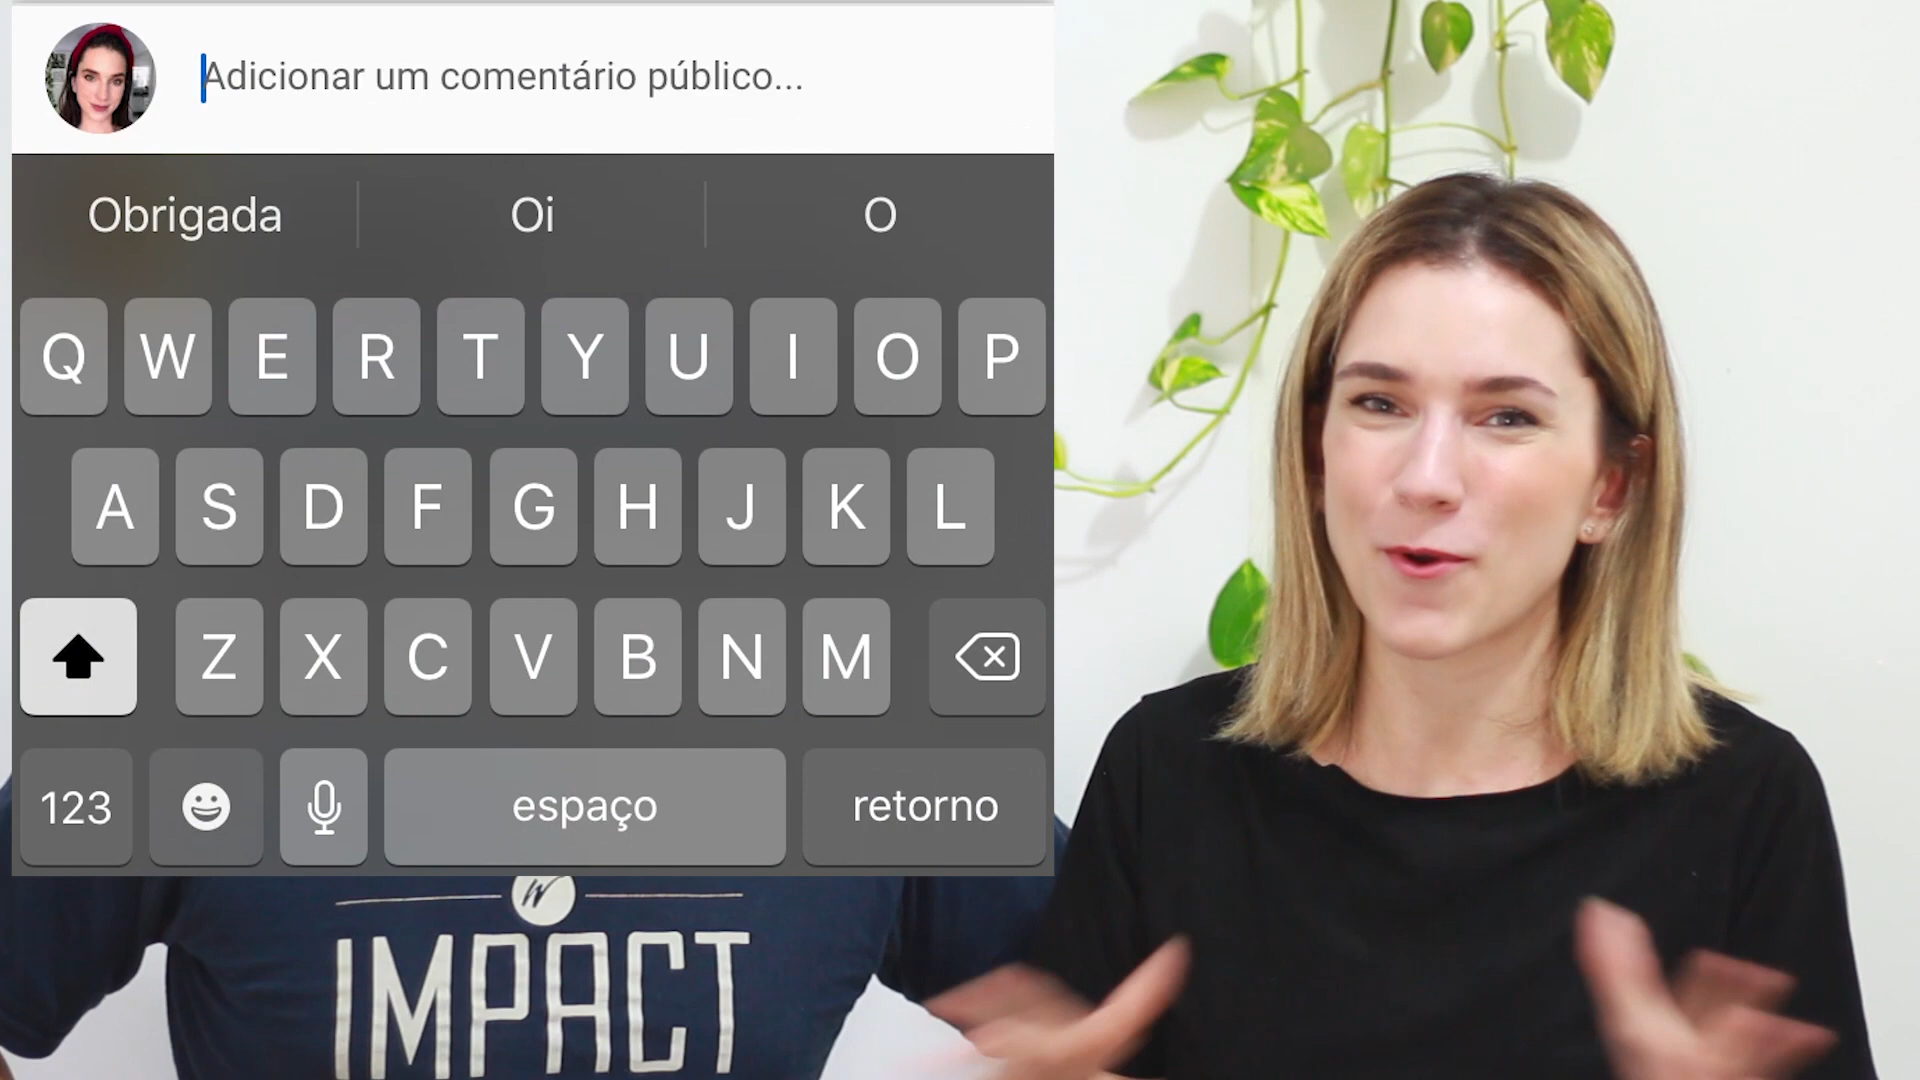 Adicionar um comentário público...
Obrigada Oi O
Q W E R T Y U I O P
A S D F G H J K L
Z X C V B N M
123 espaço retorno
W
IMPACT